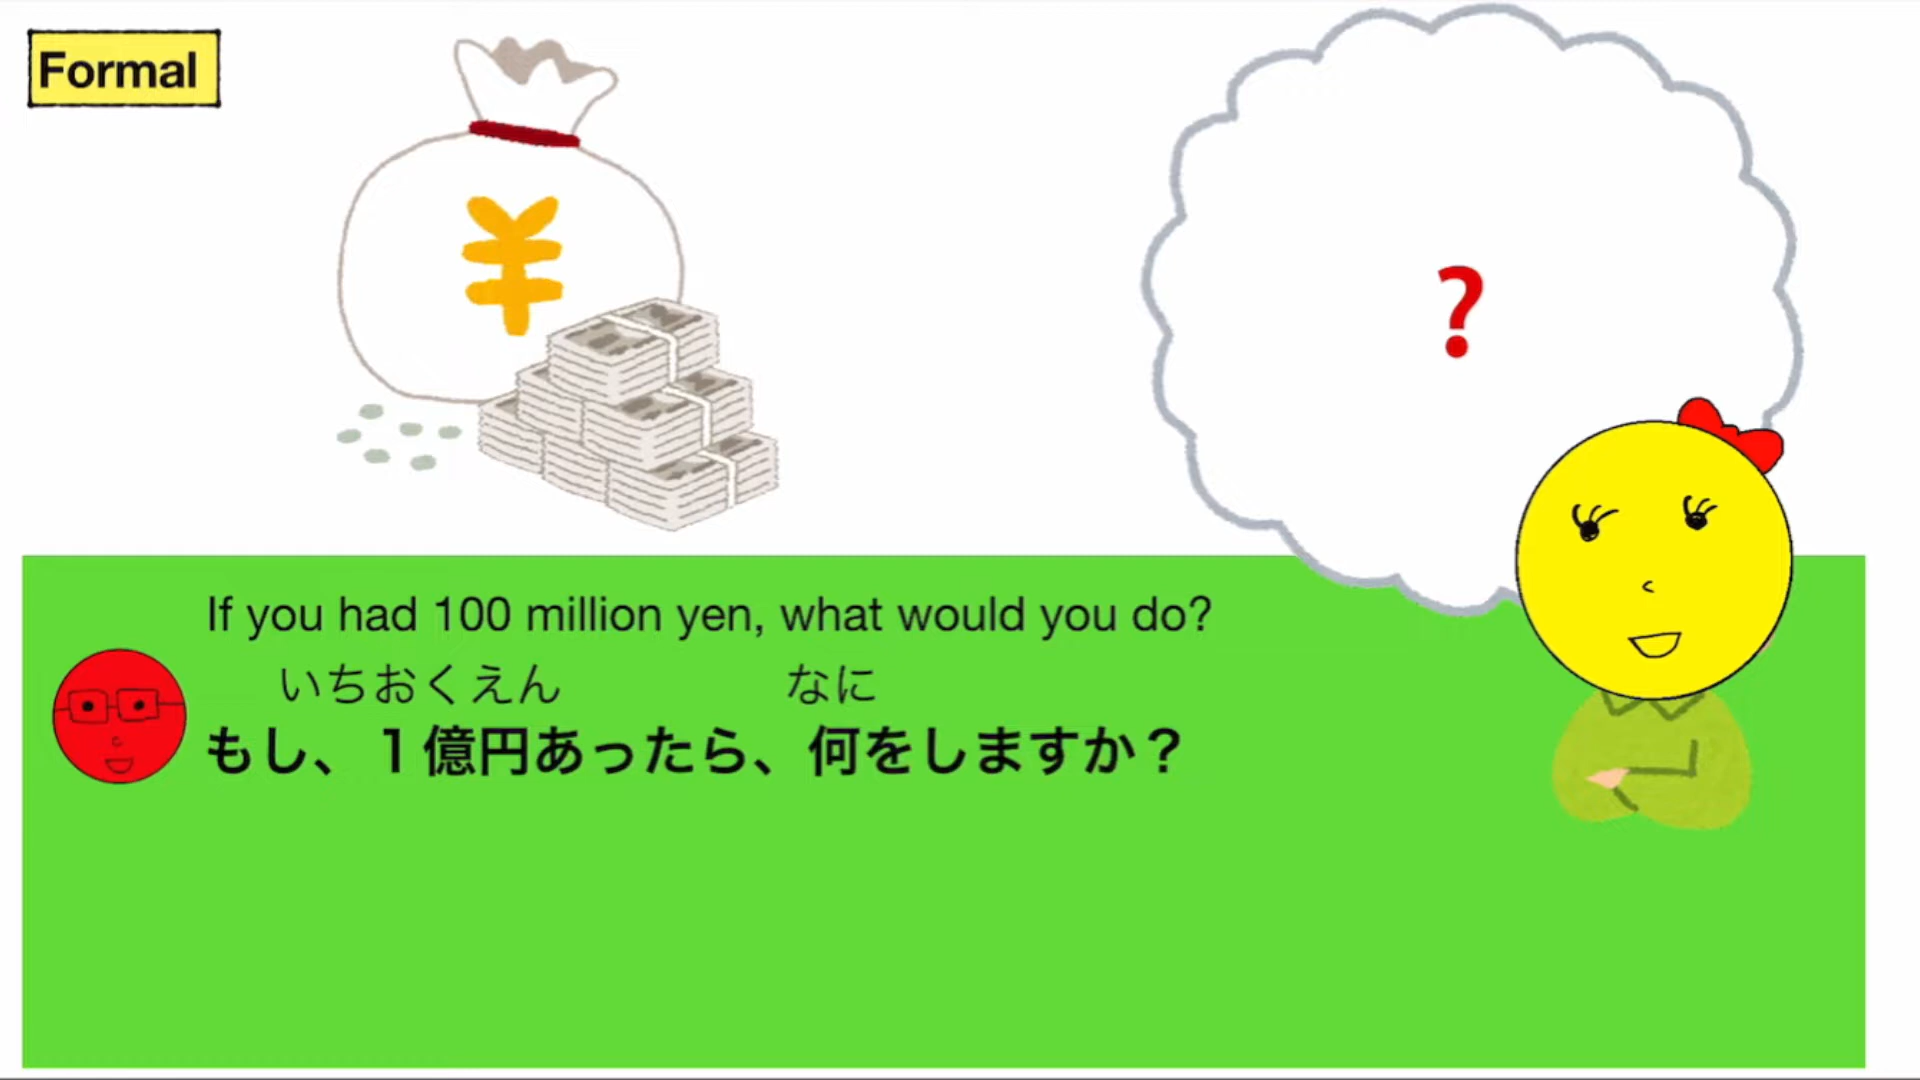 Formal
¥
?
If you had 100 million yen, what would you do?
いちおくえん なに
もし、１億円あったら、何をしますか？